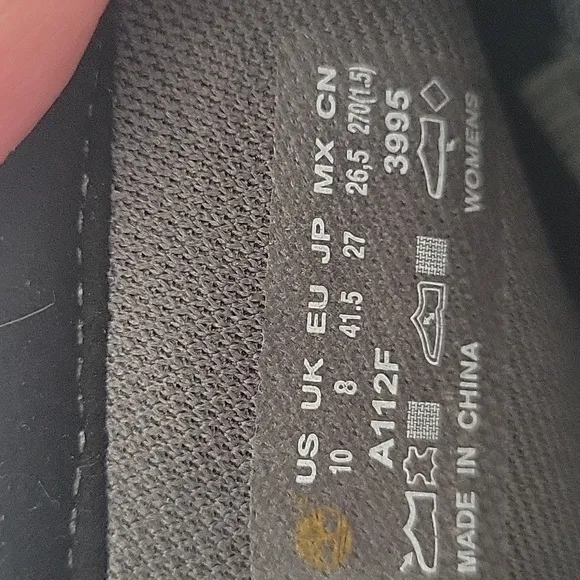 US UK EU JP MX CN
10 8 41.5 27 26,5 270(1.5)
A112F 3995
WOMENS
MADE IN CHINA